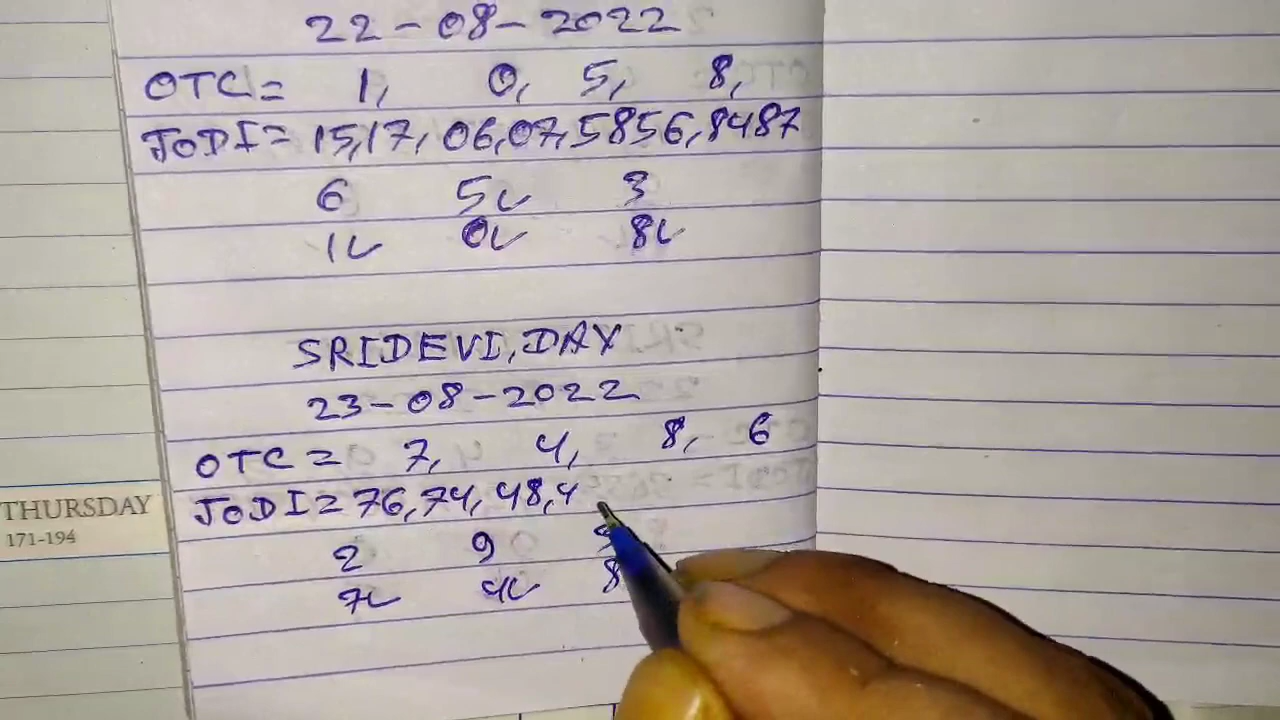 22-08-2022
OTC= 1, 0, 5, 8,
JODI= 15,17, 06,07,5856,8487
6 5✓ 3
1✓ 0✓ 8✓
SRIDEVI,DAY
23-08-2022
OTC = 7, 4, 8, 6
JODI=76,74,48,4
2 9
7✓ 4✓ 8
THURSDAY
171-194